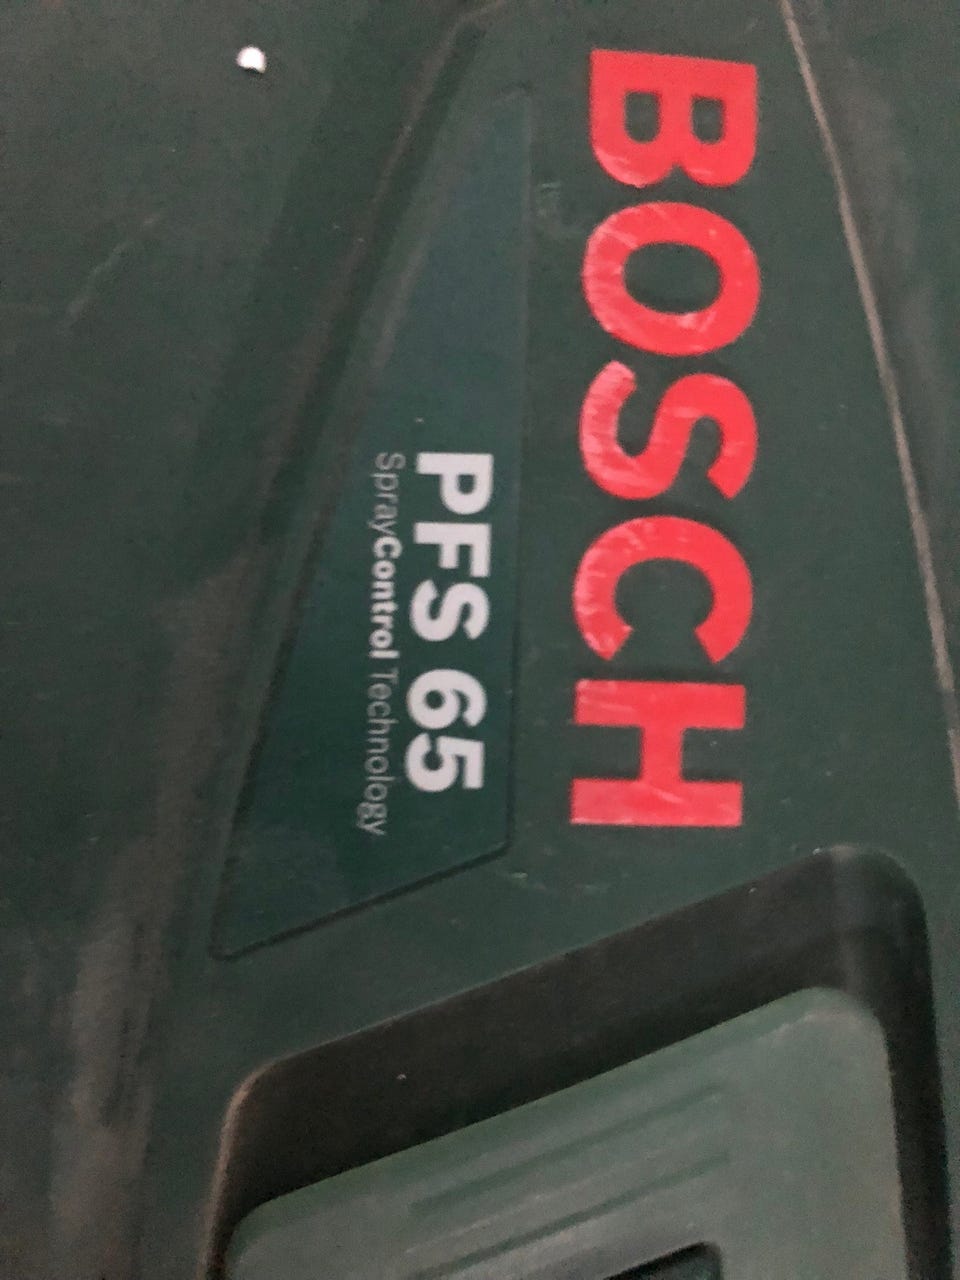 BOSCH
PFS 65
SprayControl Technology